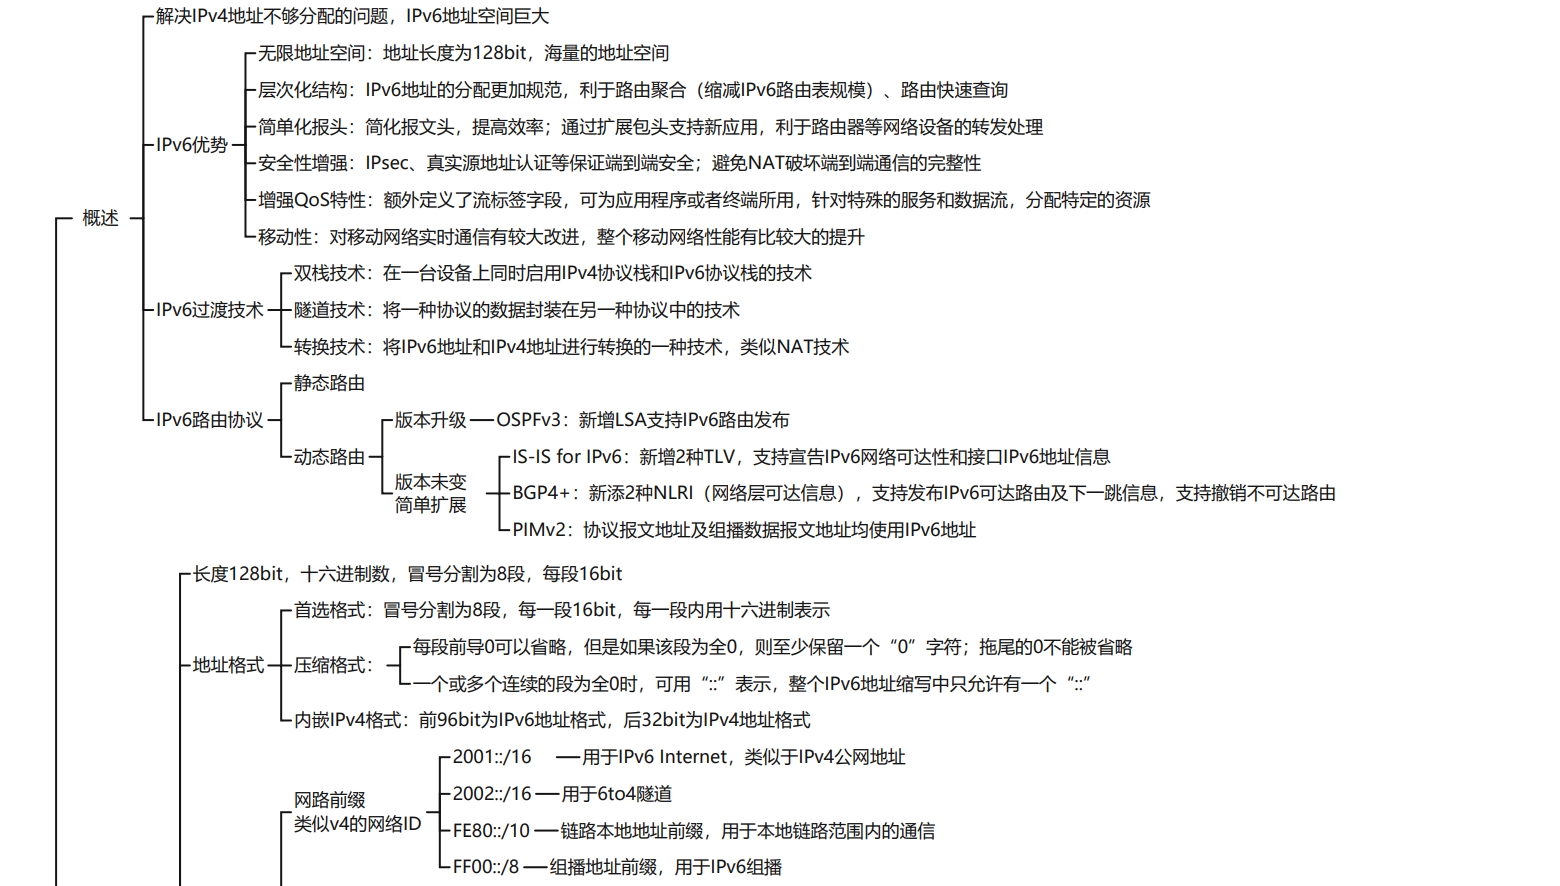 解决IPv4地址不够分配的问题，IPv6地址空间巨大
无限地址空间：地址长度为128bit，海量的地址空间
层次化结构：IPv6地址的分配更加规范，利于路由聚合（缩减IPv6路由表规模）、路由快速查询
简单化报头：简化报文头，提高效率；通过扩展包头支持新应用，利于路由器等网络设备的转发处理
IPv6优势
安全性增强：IPsec、真实源地址认证等保证端到端安全；避免NAT破坏端到端通信的完整性
增强QoS特性：额外定义了流标签字段，可为应用程序或者终端所用，针对特殊的服务和数据流，分配特定的资源
概述
移动性：对移动网络实时通信有较大改进，整个移动网络性能有比较大的提升
双栈技术：在一台设备上同时启用IPv4协议栈和IPv6协议栈的技术
IPv6过渡技术
隧道技术：将一种协议的数据封装在另一种协议中的技术
转换技术：将IPv6地址和IPv4地址进行转换的一种技术，类似NAT技术
静态路由
IPv6路由协议
版本升级
OSPFv3：新增LSA支持IPv6路由发布
动态路由
IS-IS for IPv6：新增2种TLV，支持宣告IPv6网络可达性和接口IPv6地址信息
版本未变
简单扩展
BGP4+：新添2种NLRI（网络层可达信息），支持发布IPv6可达路由及下一跳信息，支持撤销不可达路由
PIMv2：协议报文地址及组播数据报文地址均使用IPv6地址
长度128bit，十六进制数，冒号分割为8段，每段16bit
首选格式：冒号分割为8段，每一段16bit，每一段内用十六进制表示
地址格式
压缩格式：
每段前导0可以省略，但是如果该段为全0，则至少保留一个“0”字符；拖尾的0不能被省略
一个或多个连续的段为全0时，可用“::”表示，整个IPv6地址缩写中只允许有一个“::”
内嵌IPv4格式：前96bit为IPv6地址格式，后32bit为IPv4地址格式
2001::/16
用于IPv6 Internet，类似于IPv4公网地址
网路前缀
类似v4的网络ID
2002::/16
用于6to4隧道
FE80::/10
链路本地地址前缀，用于本地链路范围内的通信
FF00::/8
组播地址前缀，用于IPv6组播